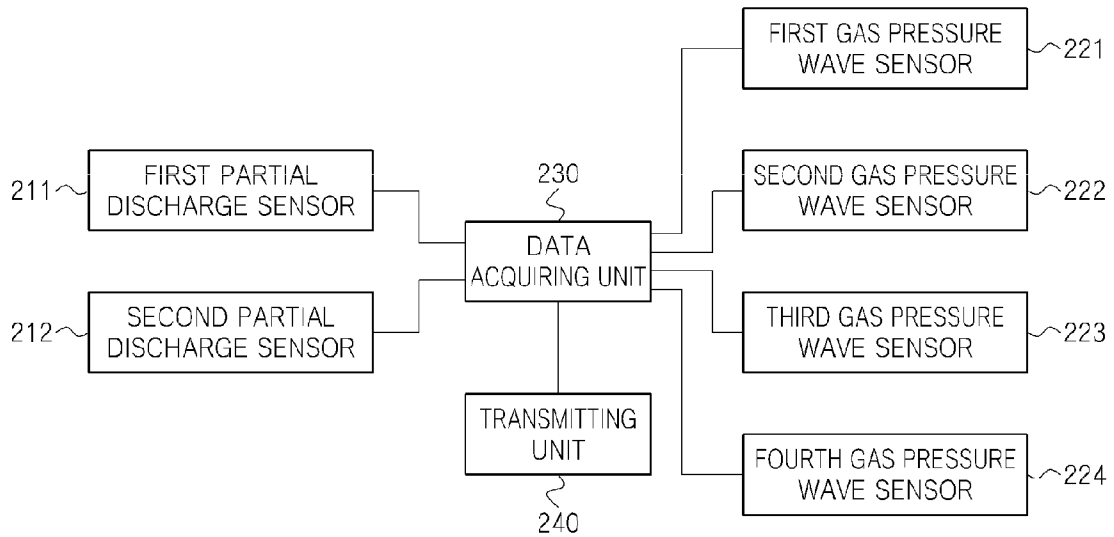 FIRST GAS PRESSURE
WAVE SENSOR
221
FIRST PARTIAL
DISCHARGE SENSOR
211
230
SECOND GAS PRESSURE
WAVE SENSOR
222
DATA
ACQUIRING UNIT
SECOND PARTIAL
DISCHARGE SENSOR
212
THIRD GAS PRESSURE
WAVE SENSOR
223
TRANSMITTING
UNIT
240
FOURTH GAS PRESSURE
WAVE SENSOR
224